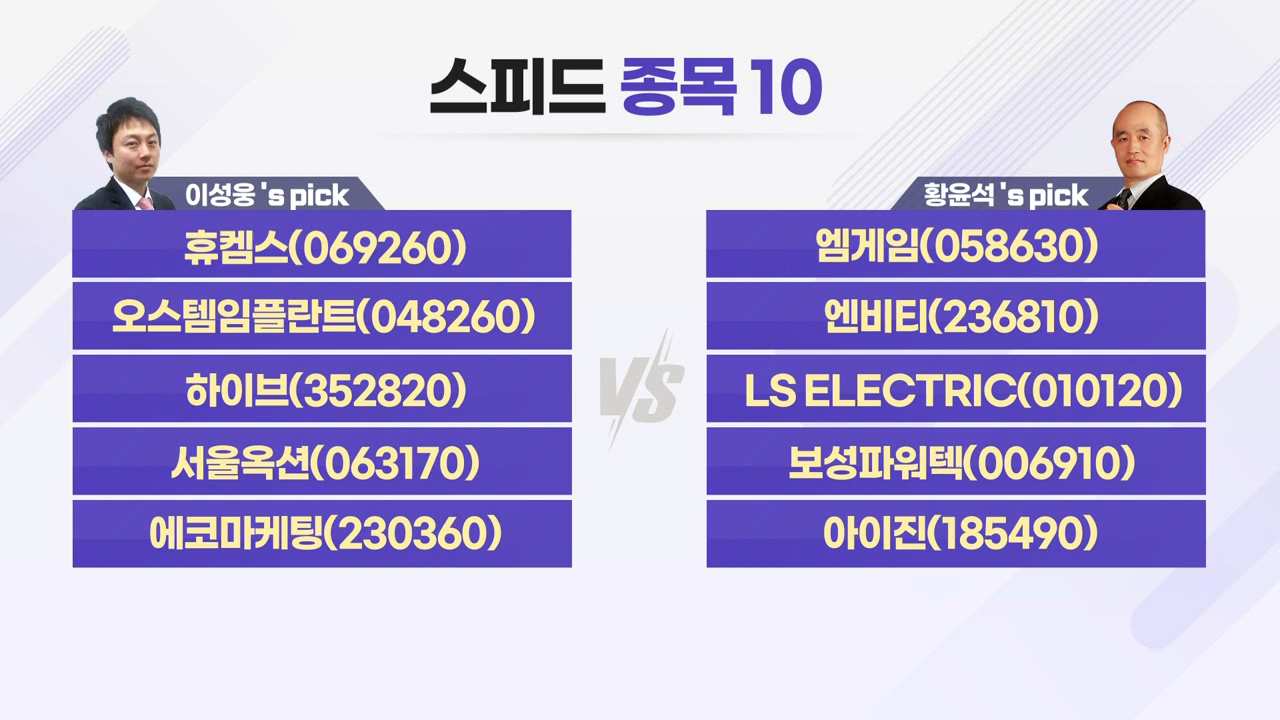 스피드 종목 10
이성웅 's pick
휴켐스(069260)
오스템임플란트(048260)
하이브(352820)
서울옥션(063170)
에코마케팅(230360)
VS
황윤석 's pick
엠게임(058630)
엔비티(236810)
LS ELECTRIC(010120)
보성파워텍(006910)
아이진(185490)